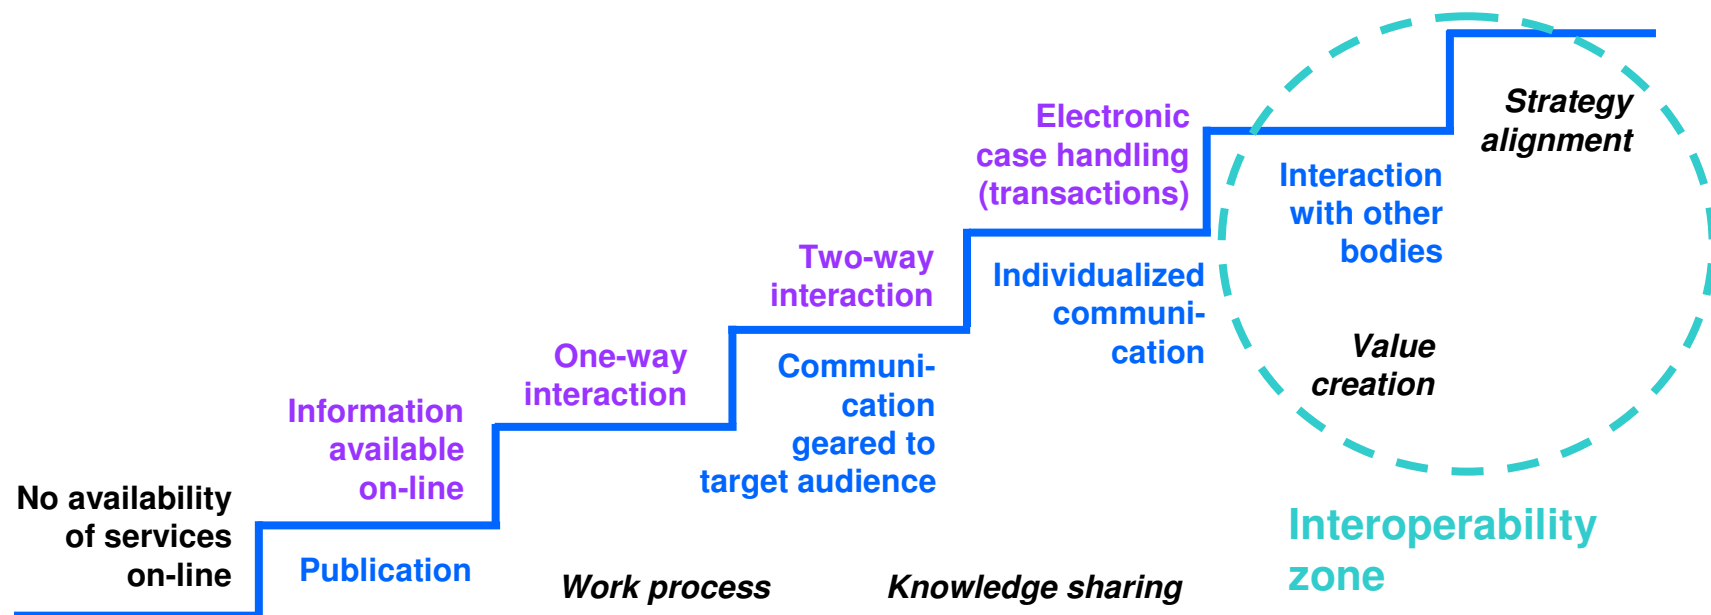 No availability
of services
on-line
Information
available
on-line
Publication
One-way
interaction
Work process
Two-way
interaction
Communi-
cation
geared to
target audience
Knowledge sharing
Electronic
case handling
(transactions)
Individualized
communi-
cation
Interaction
with other
bodies
Value
creation
Strategy
alignment
Interoperability
zone